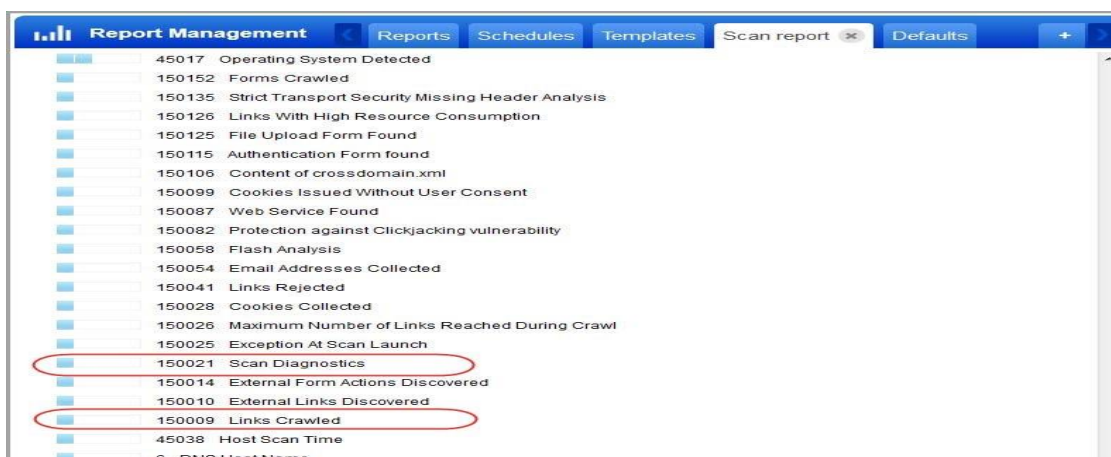 Report Management Reports Schedules Templates Scan report Defaults +
45017 Operating System Detected
150152 Forms Crawled
150135 Strict Transport Security Missing Header Analysis
150126 Links With High Resource Consumption
150125 File Upload Form Found
150115 Authentication Form found
150106 Content of crossdomain.xml
150099 Cookies Issued Without User Consent
150087 Web Service Found
150082 Protection against Clickjacking vulnerability
150058 Flash Analysis
150054 Email Addresses Collected
150041 Links Rejected
150028 Cookies Collected
150026 Maximum Number of Links Reached During Crawl
150025 Exception At Scan Launch
150021 Scan Diagnostics
150014 External Form Actions Discovered
150010 External Links Discovered
150009 Links Crawled
45038 Host Scan Time
6 DNS Host Name